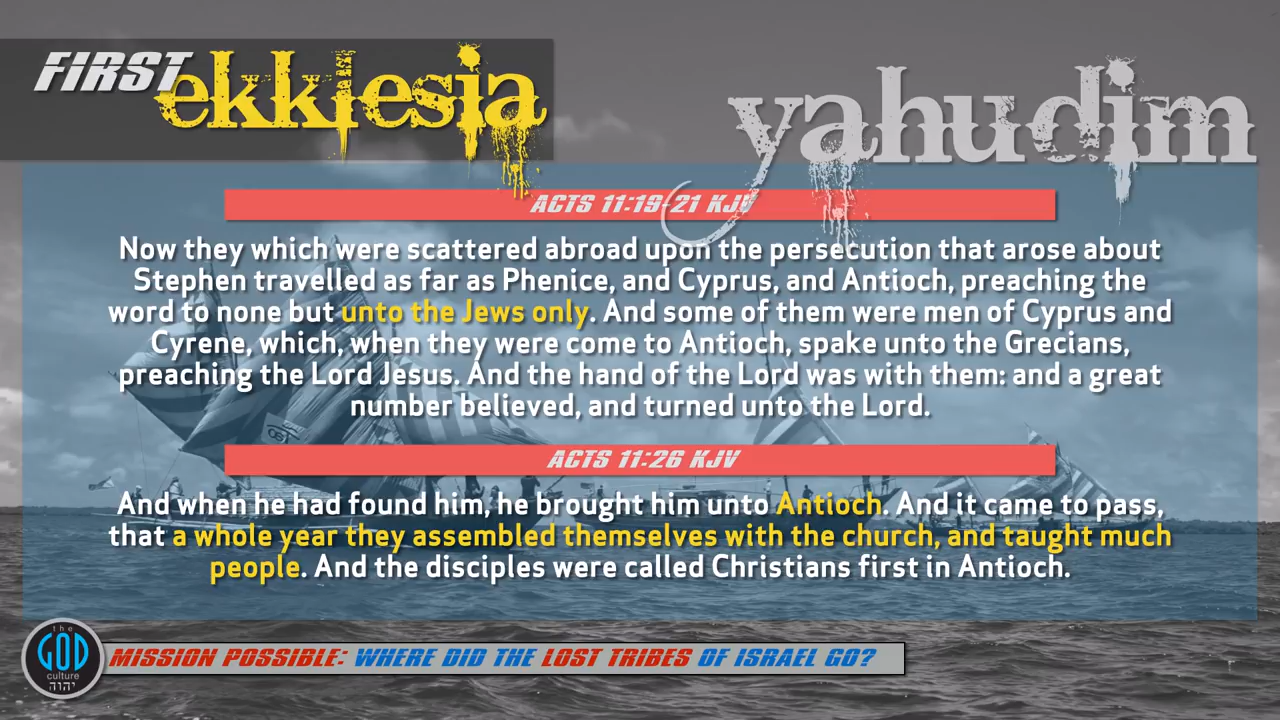 FIRST ekklesia
yahudim
ACTS 11:19-21 KJV
Now they which were scattered abroad upon the persecution that arose about
Stephen travelled as far as Phenice, and Cyprus, and Antioch, preaching the
word to none but unto the Jews only. And some of them were men of Cyprus and
Cyrene, which, when they were come to Antioch, spake unto the Grecians,
preaching the Lord Jesus. And the hand of the Lord was with them: and a great
number believed, and turned unto the Lord.
ACTS 11:26 KJV
And when he had found him, he brought him unto Antioch. And it came to pass,
that a whole year they assembled themselves with the church, and taught much
people. And the disciples were called Christians first in Antioch.
the
GOD
culture
יהוה
MISSION POSSIBLE: WHERE DID THE LOST TRIBES OF ISRAEL GO?